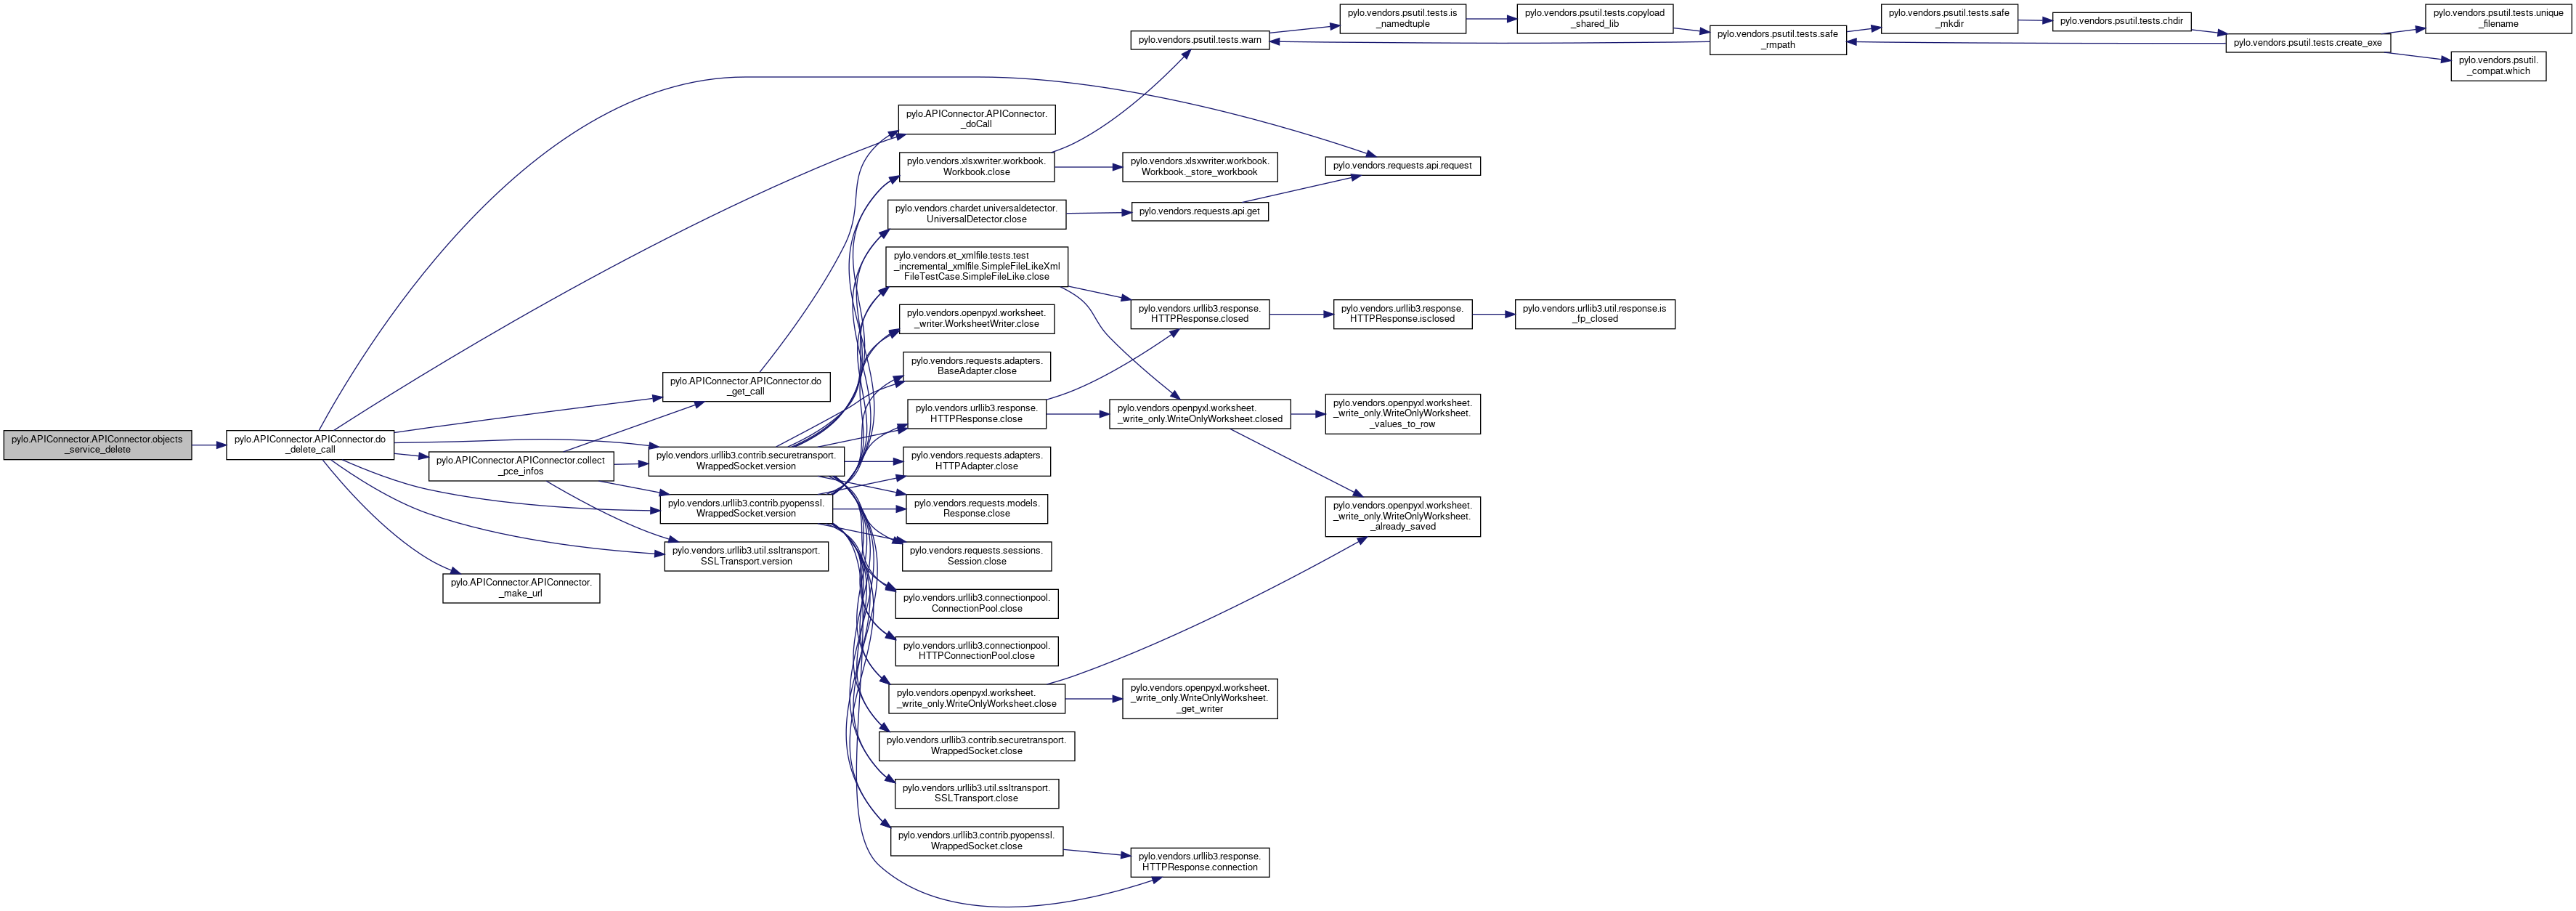 pylo.APIConnector.APIConnector.objects
_service_delete
pylo.APIConnector.APIConnector.do
_delete_call
pylo.APIConnector.APIConnector.collect
_pce_infos
pylo.APIConnector.APIConnector.
_make_url
pylo.APIConnector.APIConnector.do
_get_call
pylo.vendors.urllib3.contrib.securetransport.
WrappedSocket.version
pylo.vendors.urllib3.contrib.pyopenssl.
WrappedSocket.version
pylo.vendors.urllib3.util.ssltransport.
SSLTransport.version
pylo.APIConnector.APIConnector.
_doCall
pylo.vendors.xlsxwriter.workbook.
Workbook.close
pylo.vendors.chardet.universaldetector.
UniversalDetector.close
pylo.vendors.et_xmlfile.tests.test
_incremental_xmlfile.SimpleFileLikeXml
FileTestCase.SimpleFileLike.close
pylo.vendors.openpyxl.worksheet.
_writer.WorksheetWriter.close
pylo.vendors.requests.adapters.
BaseAdapter.close
pylo.vendors.urllib3.response.
HTTPResponse.close
pylo.vendors.requests.adapters.
HTTPAdapter.close
pylo.vendors.requests.models.
Response.close
pylo.vendors.requests.sessions.
Session.close
pylo.vendors.urllib3.connectionpool.
ConnectionPool.close
pylo.vendors.urllib3.connectionpool.
HTTPConnectionPool.close
pylo.vendors.openpyxl.worksheet.
_write_only.WriteOnlyWorksheet.close
pylo.vendors.urllib3.contrib.securetransport.
WrappedSocket.close
pylo.vendors.urllib3.util.ssltransport.
SSLTransport.close
pylo.vendors.urllib3.contrib.pyopenssl.
WrappedSocket.close
pylo.vendors.psutil.tests.warn
pylo.vendors.xlsxwriter.workbook.
Workbook._store_workbook
pylo.vendors.requests.api.get
pylo.vendors.urllib3.response.
HTTPResponse.closed
pylo.vendors.openpyxl.worksheet.
_write_only.WriteOnlyWorksheet.closed
pylo.vendors.openpyxl.worksheet.
_write_only.WriteOnlyWorksheet.
_get_writer
pylo.vendors.urllib3.response.
HTTPResponse.connection
pylo.vendors.psutil.tests.is
_namedtuple
pylo.vendors.requests.api.request
pylo.vendors.urllib3.response.
HTTPResponse.isclosed
pylo.vendors.openpyxl.worksheet.
_write_only.WriteOnlyWorksheet.
_values_to_row
pylo.vendors.openpyxl.worksheet.
_write_only.WriteOnlyWorksheet.
_already_saved
pylo.vendors.psutil.tests.copyload
_shared_lib
pylo.vendors.urllib3.util.response.is
_fp_closed
pylo.vendors.psutil.tests.safe
_rmpath
pylo.vendors.psutil.tests.safe
_mkdir
pylo.vendors.psutil.tests.chdir
pylo.vendors.psutil.tests.create_exe
pylo.vendors.psutil.tests.unique
_filename
pylo.vendors.psutil.
_compat.which